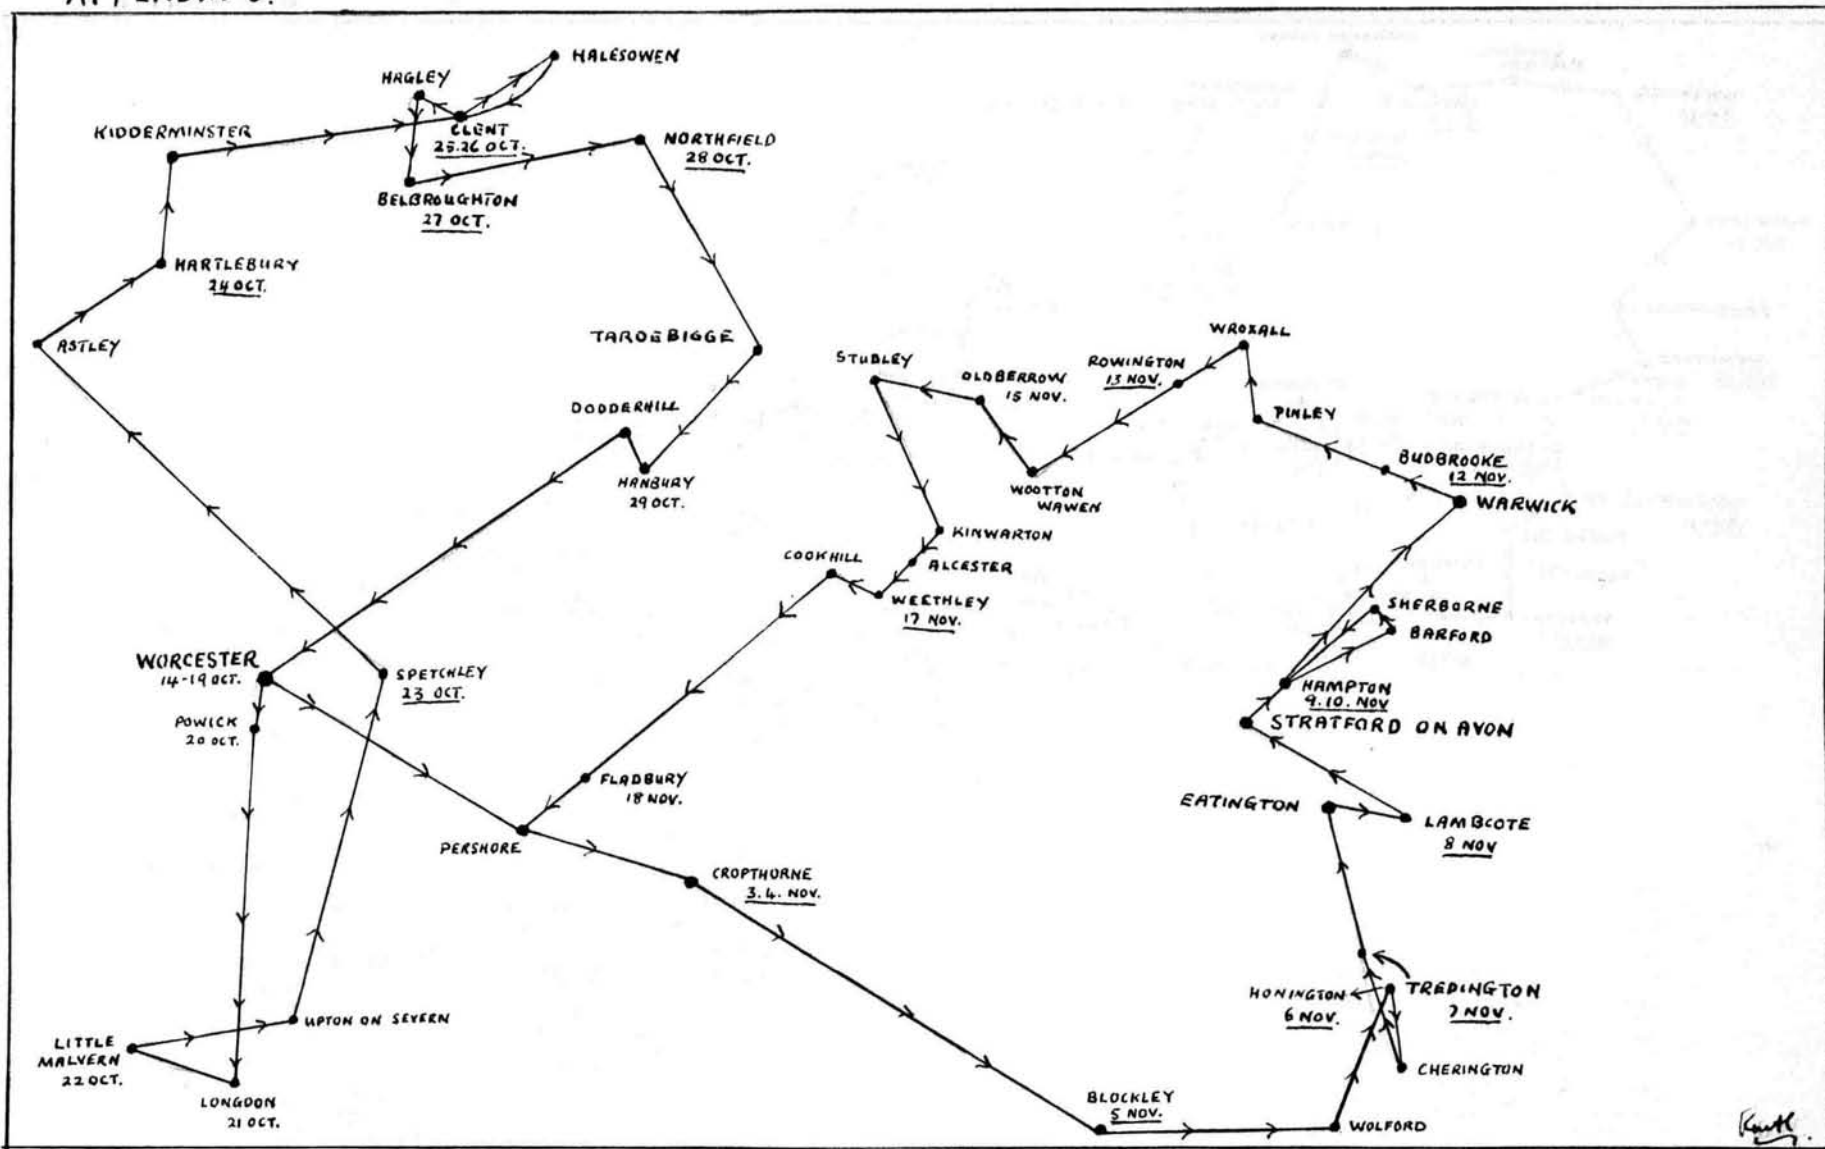 HALESOWEN
HAGLEY
KIDDERMINSTER
CLENT
25.26 OCT.
NORTHFIELD
28 OCT.
BELBROUGHTON
27 OCT.
HARTLEBURY
24 OCT.
ASTLEY
TARDEBIGGE
DODDERHILL
HANBURY
29 OCT.
STUDLEY
OLDBERROW
15 NOV.
ROWINGTON
13 NOV.
WROXALL
PINLEY
BUDBROOKE
12 NOV.
WARWICK
WOOTTON
WAWEN
KINWARTON
ALCESTER
COOKHILL
WEETHLEY
17 NOV.
SHERBORNE
BARFORD
HAMPTON
9.10. NOV
STRATFORD ON AVON
WORCESTER
14-19 OCT.
SPETCHLEY
23 OCT.
POWICK
20 OCT.
FLADBURY
18 NOV.
PERSHORE
EATINGTON
LAMBCOTE
8 NOV
CROPTHORNE
3.4. NOV.
HONINGTON
6 NOV.
TREDINGTON
7 NOV.
CHERINGTON
UPTON ON SEVERN
LITTLE
MALVERN
22 OCT.
LONGDON
21 OCT.
BLOCKLEY
5 NOV.
WOLFORD